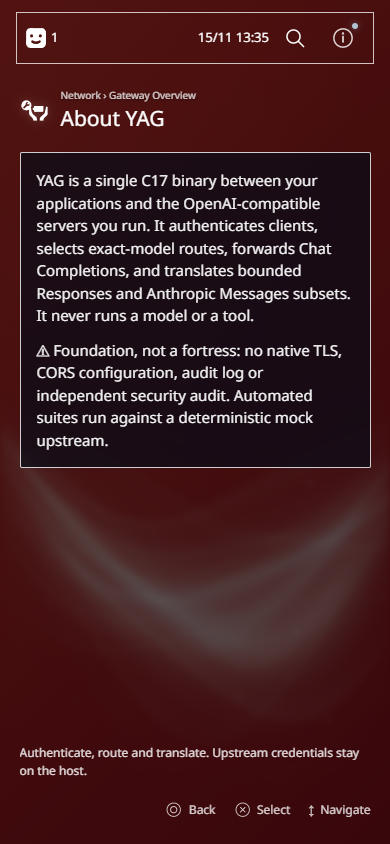 1
15/11 13:35
Network › Gateway Overview
About YAG
YAG is a single C17 binary between your
applications and the OpenAI-compatible
servers you run. It authenticates clients,
selects exact-model routes, forwards Chat
Completions, and translates bounded
Responses and Anthropic Messages subsets.
It never runs a model or a tool.
⚠ Foundation, not a fortress: no native TLS,
CORS configuration, audit log or
independent security audit. Automated
suites run against a deterministic mock
upstream.
Authenticate, route and translate. Upstream credentials stay
on the host.
Back Select Navigate